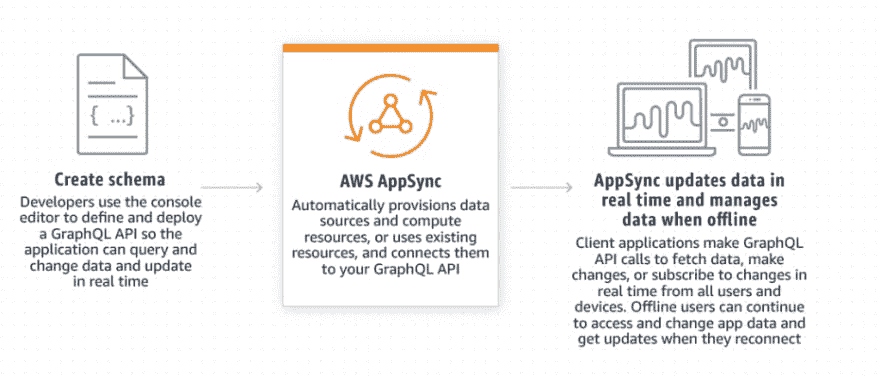 { ... }
Create schema
Developers use the console
editor to define and deploy
a GraphQL API so the
application can query and
change data and update
in real time
AWS AppSync
Automatically provisions data
sources and compute
resources, or uses existing
resources, and connects them
to your GraphQL API
AppSync updates data in
real time and manages
data when offline
Client applications make GraphQL
API calls to fetch data, make
changes, or subscribe to changes in
real time from all users and
devices. Offline users can continue
to access and change app data and
get updates when they reconnect